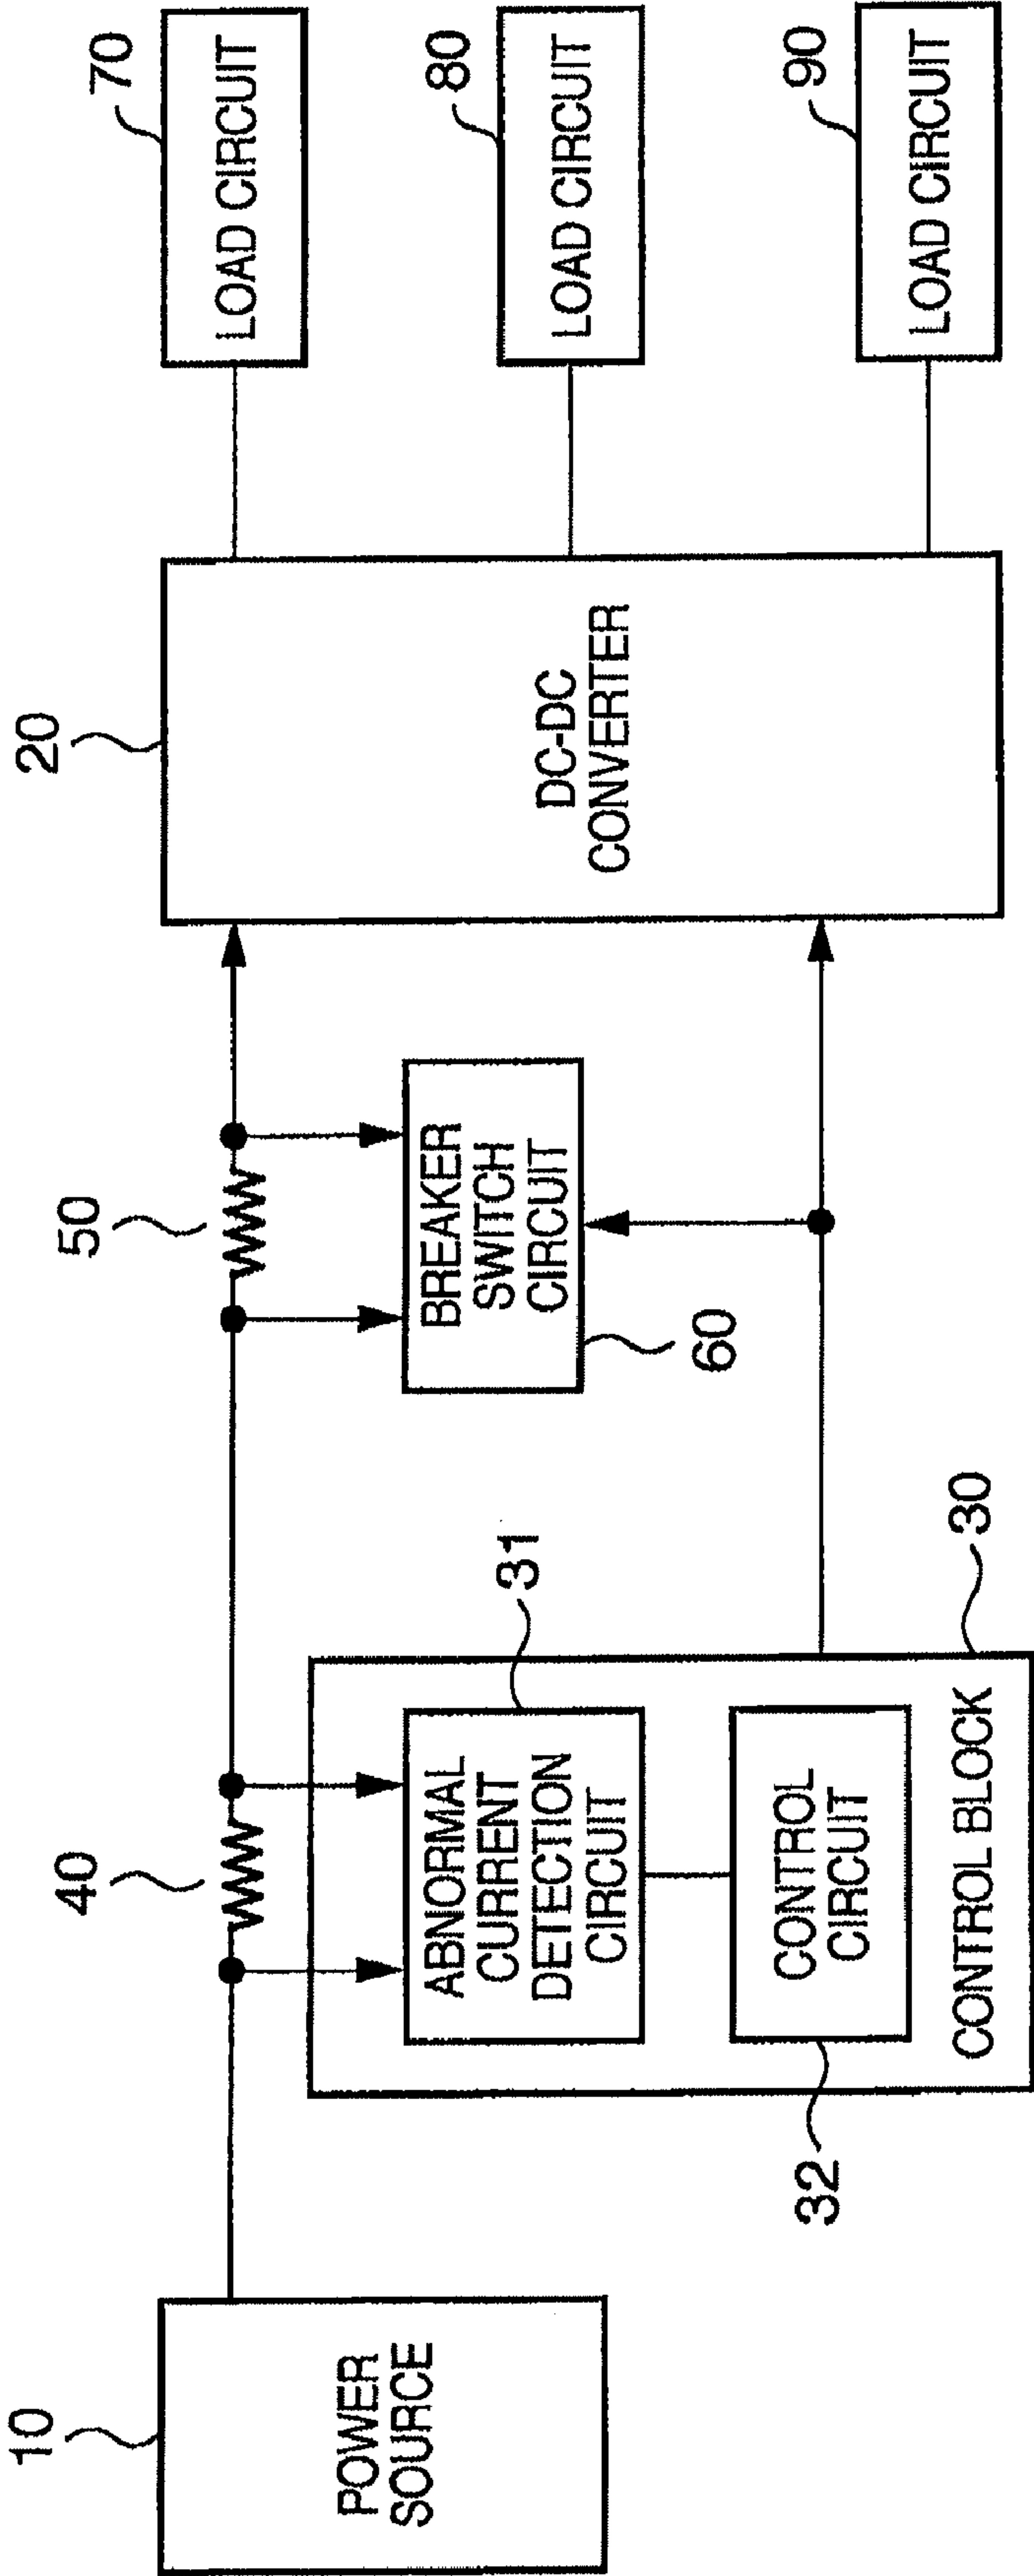 10
POWER
SOURCE
40
ABNORMAL
CURRENT
DETECTION
CIRCUIT
31
CONTROL
CIRCUIT
32
CONTROL BLOCK
30
50
BREAKER
SWITCH
CIRCUIT
60
20
DC-DC
CONVERTER
70
LOAD CIRCUIT
80
LOAD CIRCUIT
90
LOAD CIRCUIT